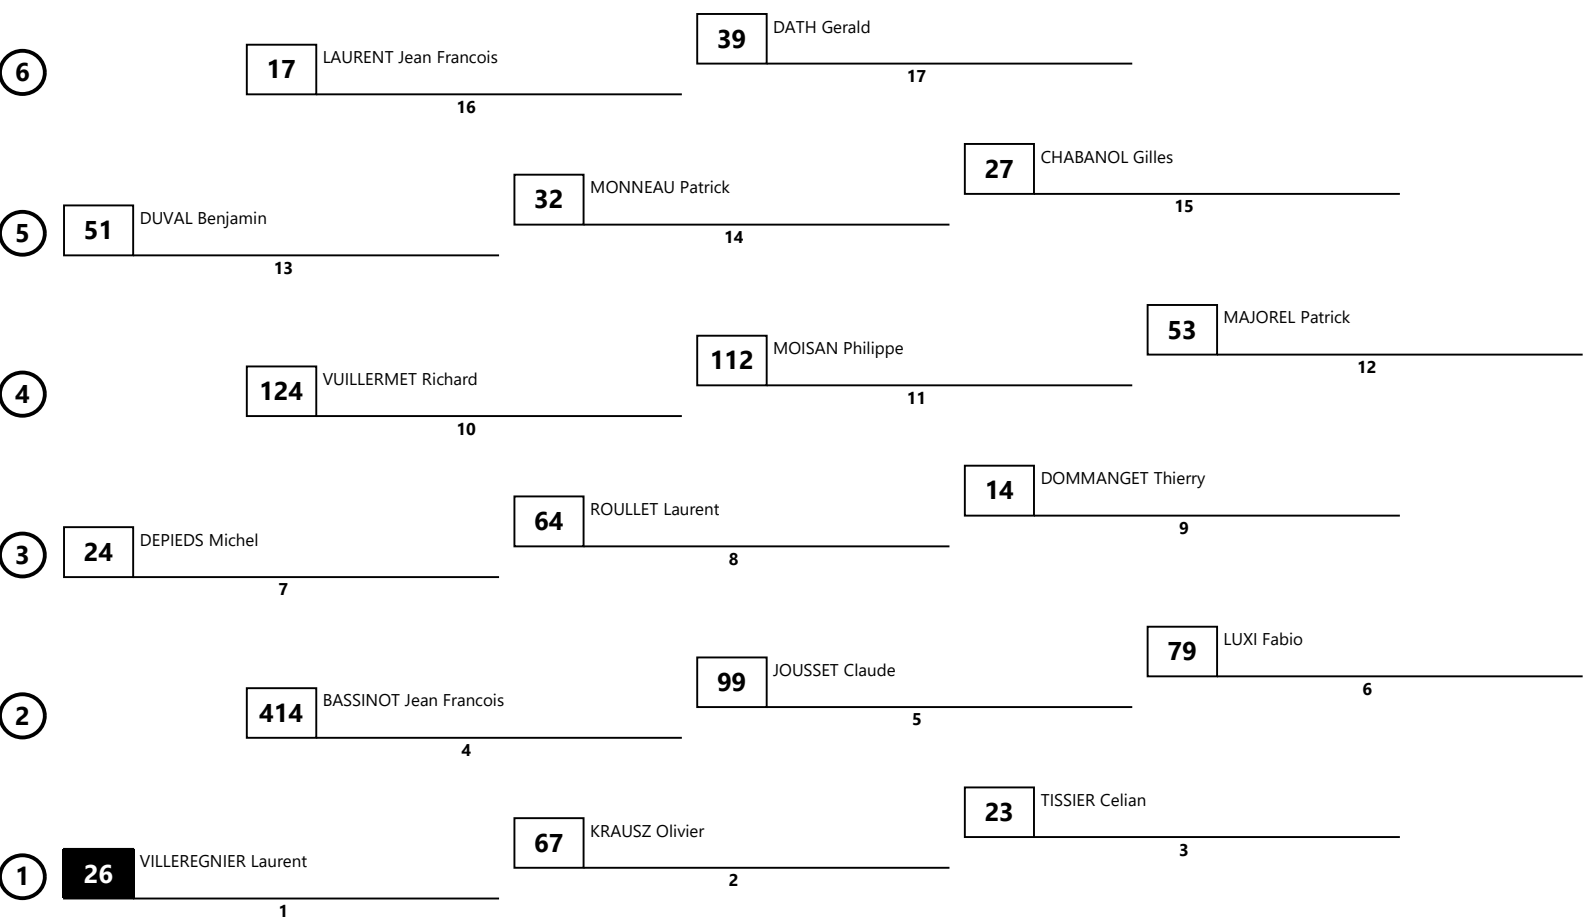 39 DATH Gerald
17 LAURENT Jean Francois
6
17
16
27 CHABANOL Gilles
32 MONNEAU Patrick
51 DUVAL Benjamin
5
15
14
13
53 MAJOREL Patrick
112 MOISAN Philippe
124 VUILLERMET Richard
4
12
11
10
14 DOMMANGET Thierry
64 ROULLET Laurent
24 DEPIEDS Michel
3
9
8
7
79 LUXI Fabio
99 JOUSSET Claude
414 BASSINOT Jean Francois
2
6
5
4
23 TISSIER Celian
67 KRAUSZ Olivier
26 VILLEREGNIER Laurent
1
3
2
1